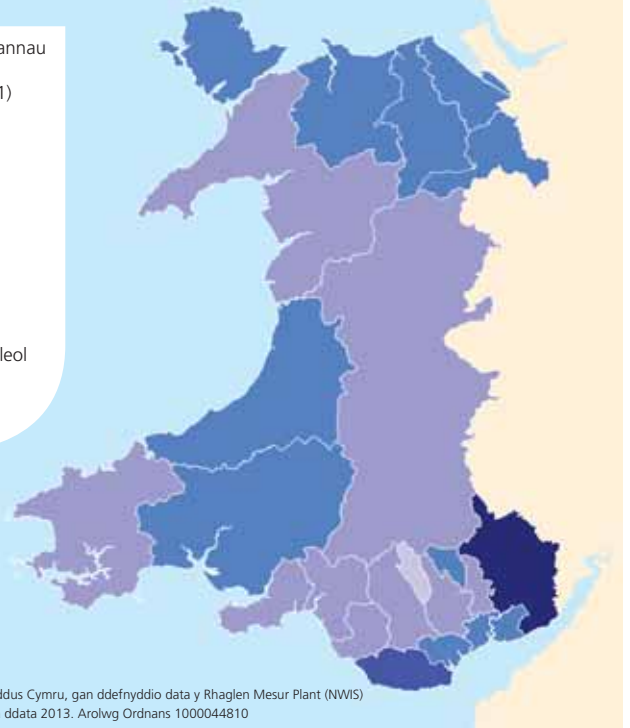 annau
1)
leol
ddus Cymru, gan ddefnyddio data y Rhaglen Mesur Plant (NWIS)
ddata 2013. Arolwg Ordnans 1000044810